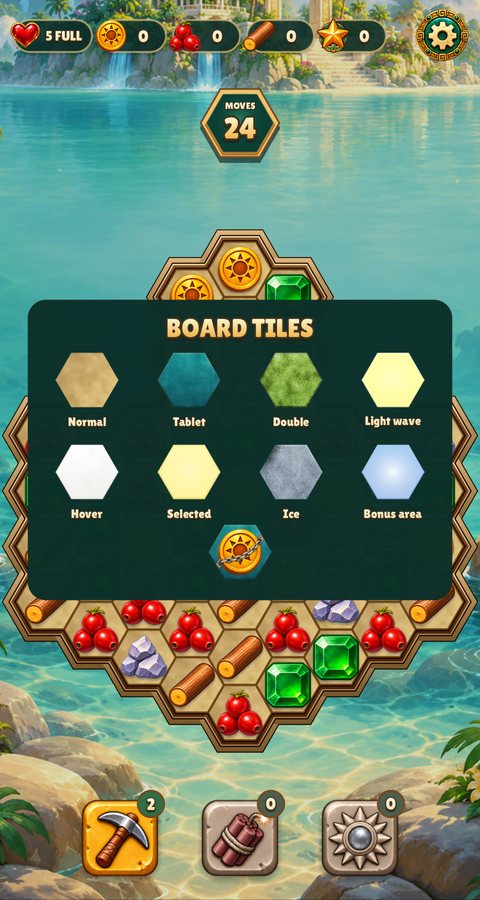 5 FULL 0 0 0 0
MOVES
24
BOARD TILES
Normal Tablet Double Light wave
Hover Selected Ice Bonus area
2 0 0